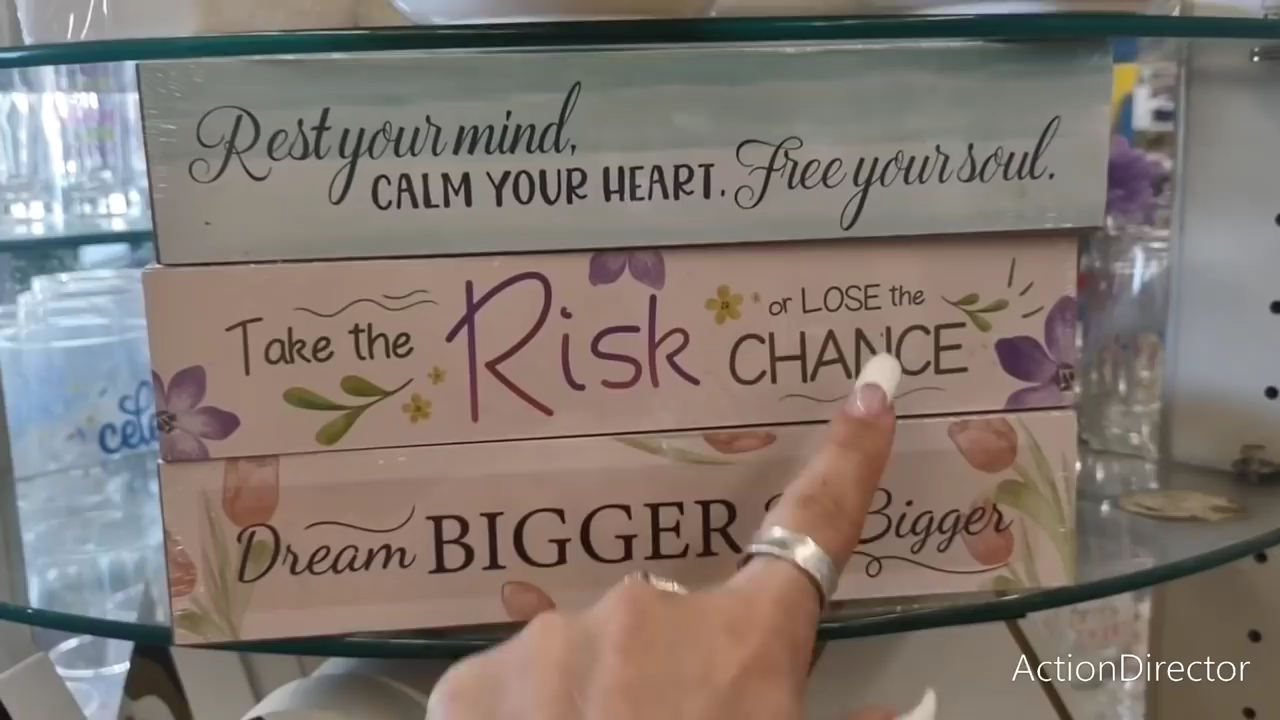 Rest your mind,
CALM YOUR HEART. Free your soul.
Take the Risk or LOSE the
CHANCE
Dream BIGGER Bigger
cele
ActionDirector